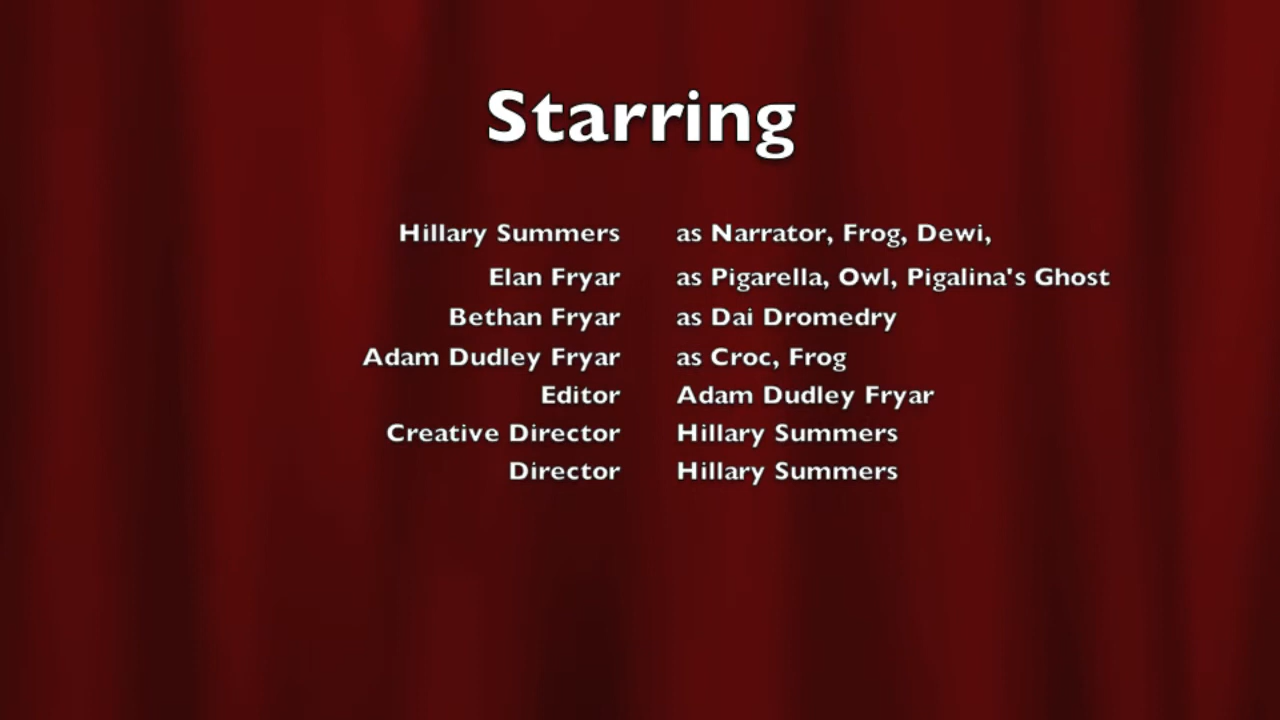 Starring
Hillary Summers as Narrator, Frog, Dewi,
Elan Fryar as Pigarella, Owl, Pigalina's Ghost
Bethan Fryar as Dai Dromedry
Adam Dudley Fryar as Croc, Frog
Editor Adam Dudley Fryar
Creative Director Hillary Summers
Director Hillary Summers